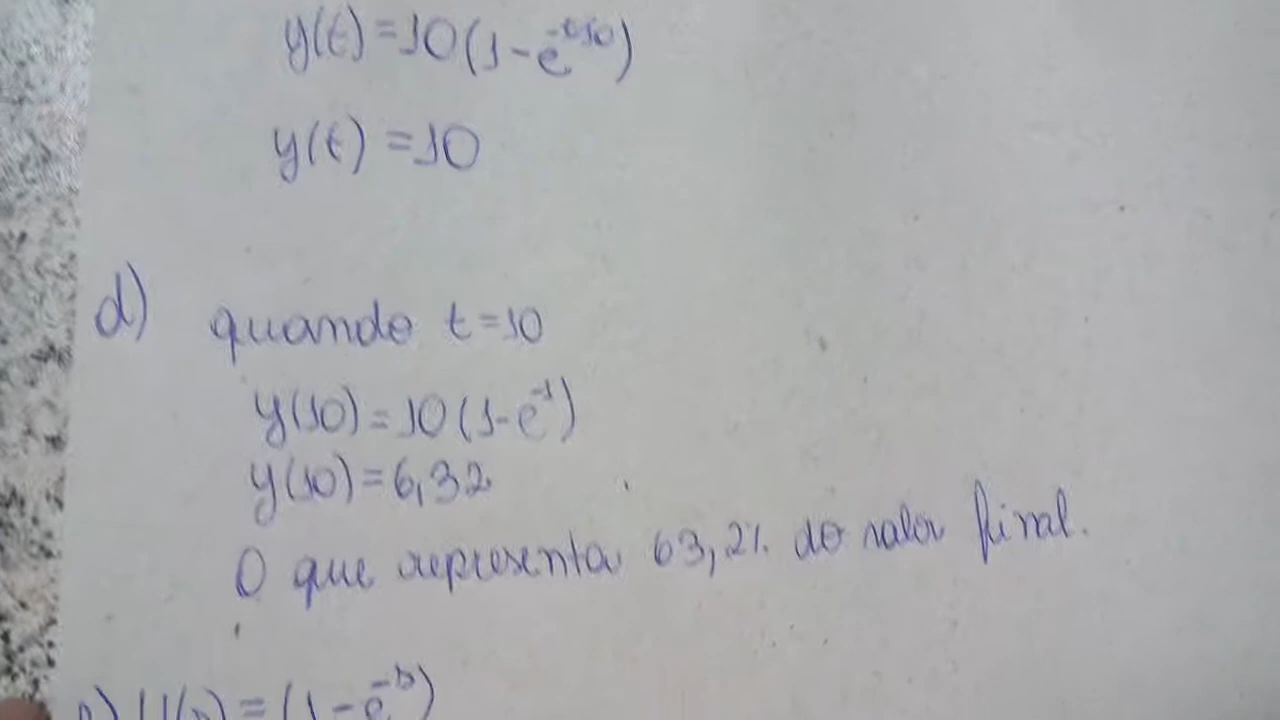 y(t) = 10(1 - e^-t/10)
y(t) = 10
d) quando t = 10
y(10) = 10(1 - e^-1)
y(10) = 6,32
O que representa 63,2% do valor final.
U(s) = (1 - e^-s)